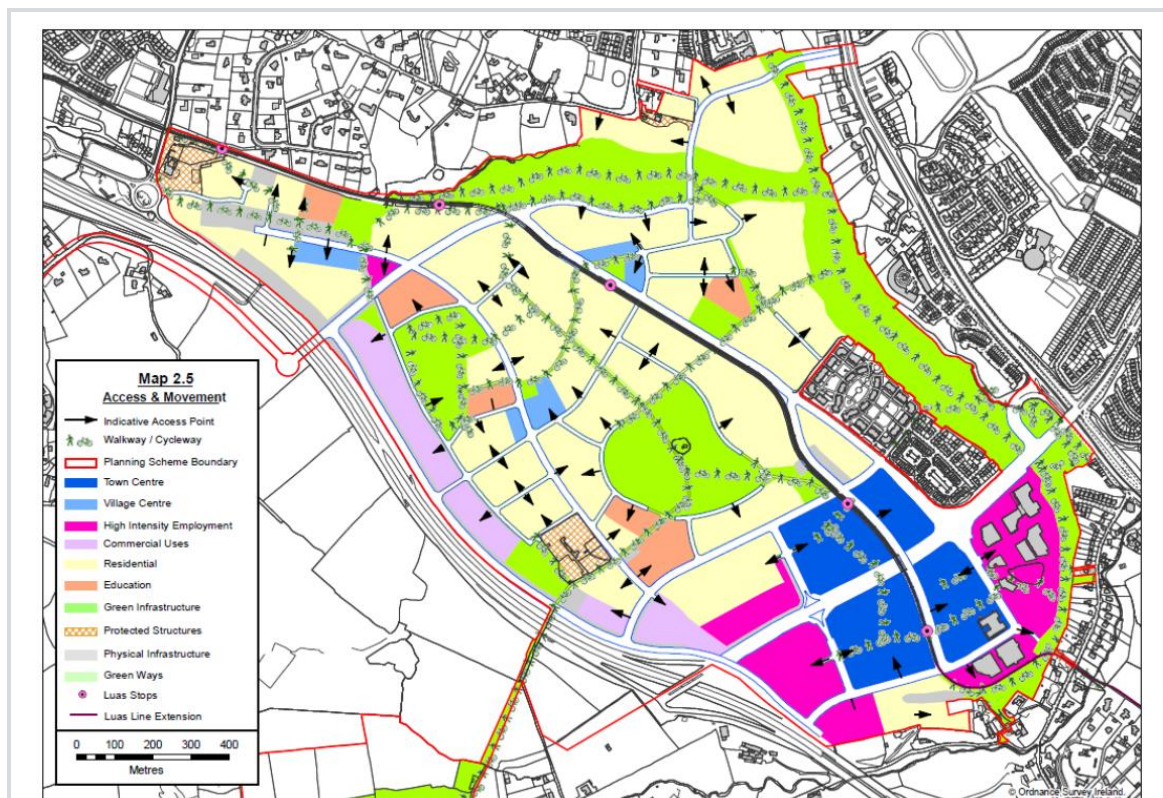 Map 2.5
Access & Movement
Indicative Access Point
Walkway / Cycleway
Planning Scheme Boundary
Town Centre
Village Centre
High Intensity Employment
Commercial Uses
Residential
Education
Green Infrastructure
Protected Structures
Physical Infrastructure
Green Ways
Luas Stops
Luas Line Extension
0 100 200 300 400
Metres
© Ordnance Survey Ireland.